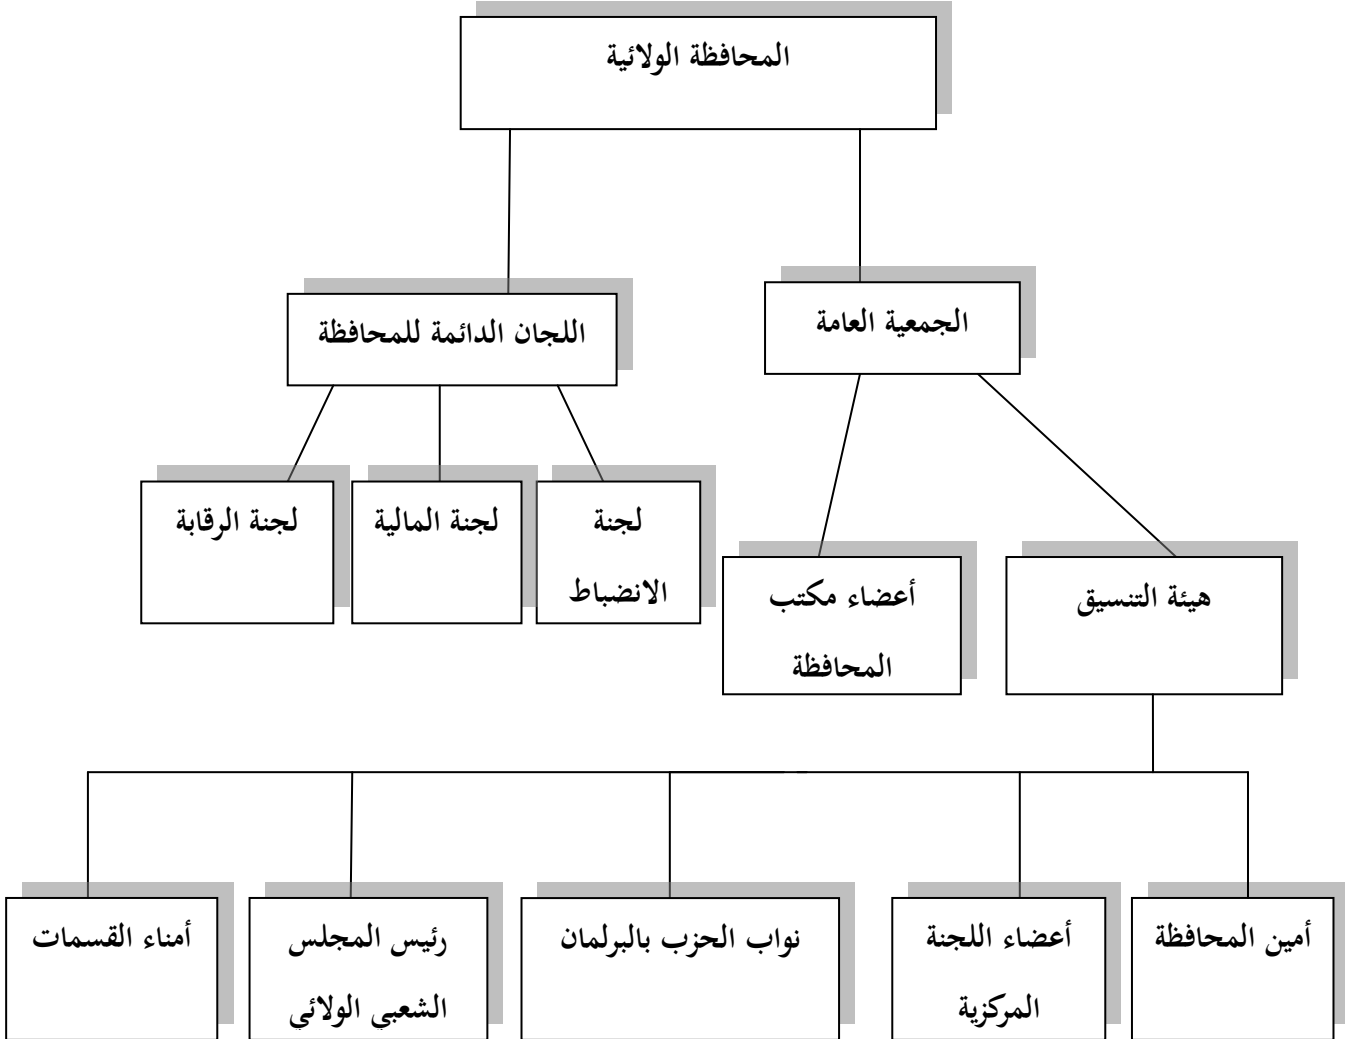 المحافظة الولائية
الجمعية العامة
اللجان الدائمة للمحافظة
لجنة
الانضباط
لجنة المالية
لجنة الرقابة
هيئة التنسيق
أعضاء مكتب
المحافظة
أمين المحافظة
أعضاء اللجنة
المركزية
نواب الحزب بالبرلمان
رئيس المجلس
الشعبي الولائي
أمناء القسمات